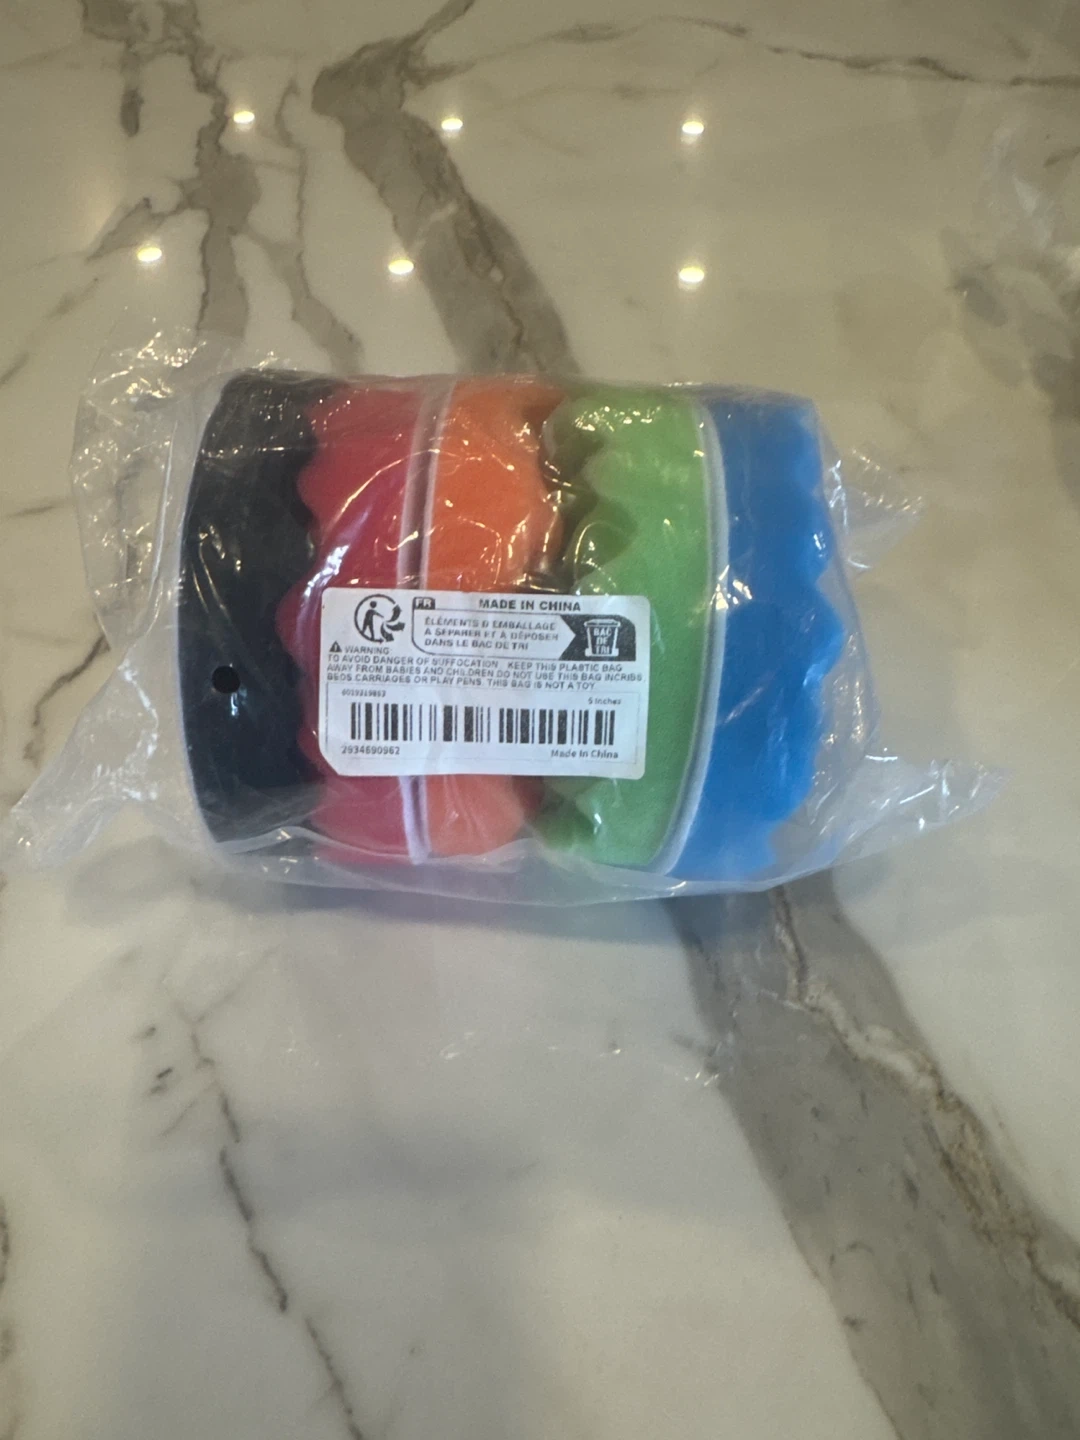 FR MADE IN CHINA
ÉLÉMENTS D EMBALLAGE
À SÉPARER ET À DÉPOSER
DANS LE BAC DE TRI
BAC
DE
TRI
WARNING
TO AVOID DANGER OF SUFFOCATION KEEP THIS PLASTIC BAG
AWAY FROM BABIES AND CHILDREN DO NOT USE THIS BAG INCRIBS
BEDS CARRIAGES OR PLAY PENS. THIS BAG IS NOT A TOY
5 inches
2934690962 Made In China